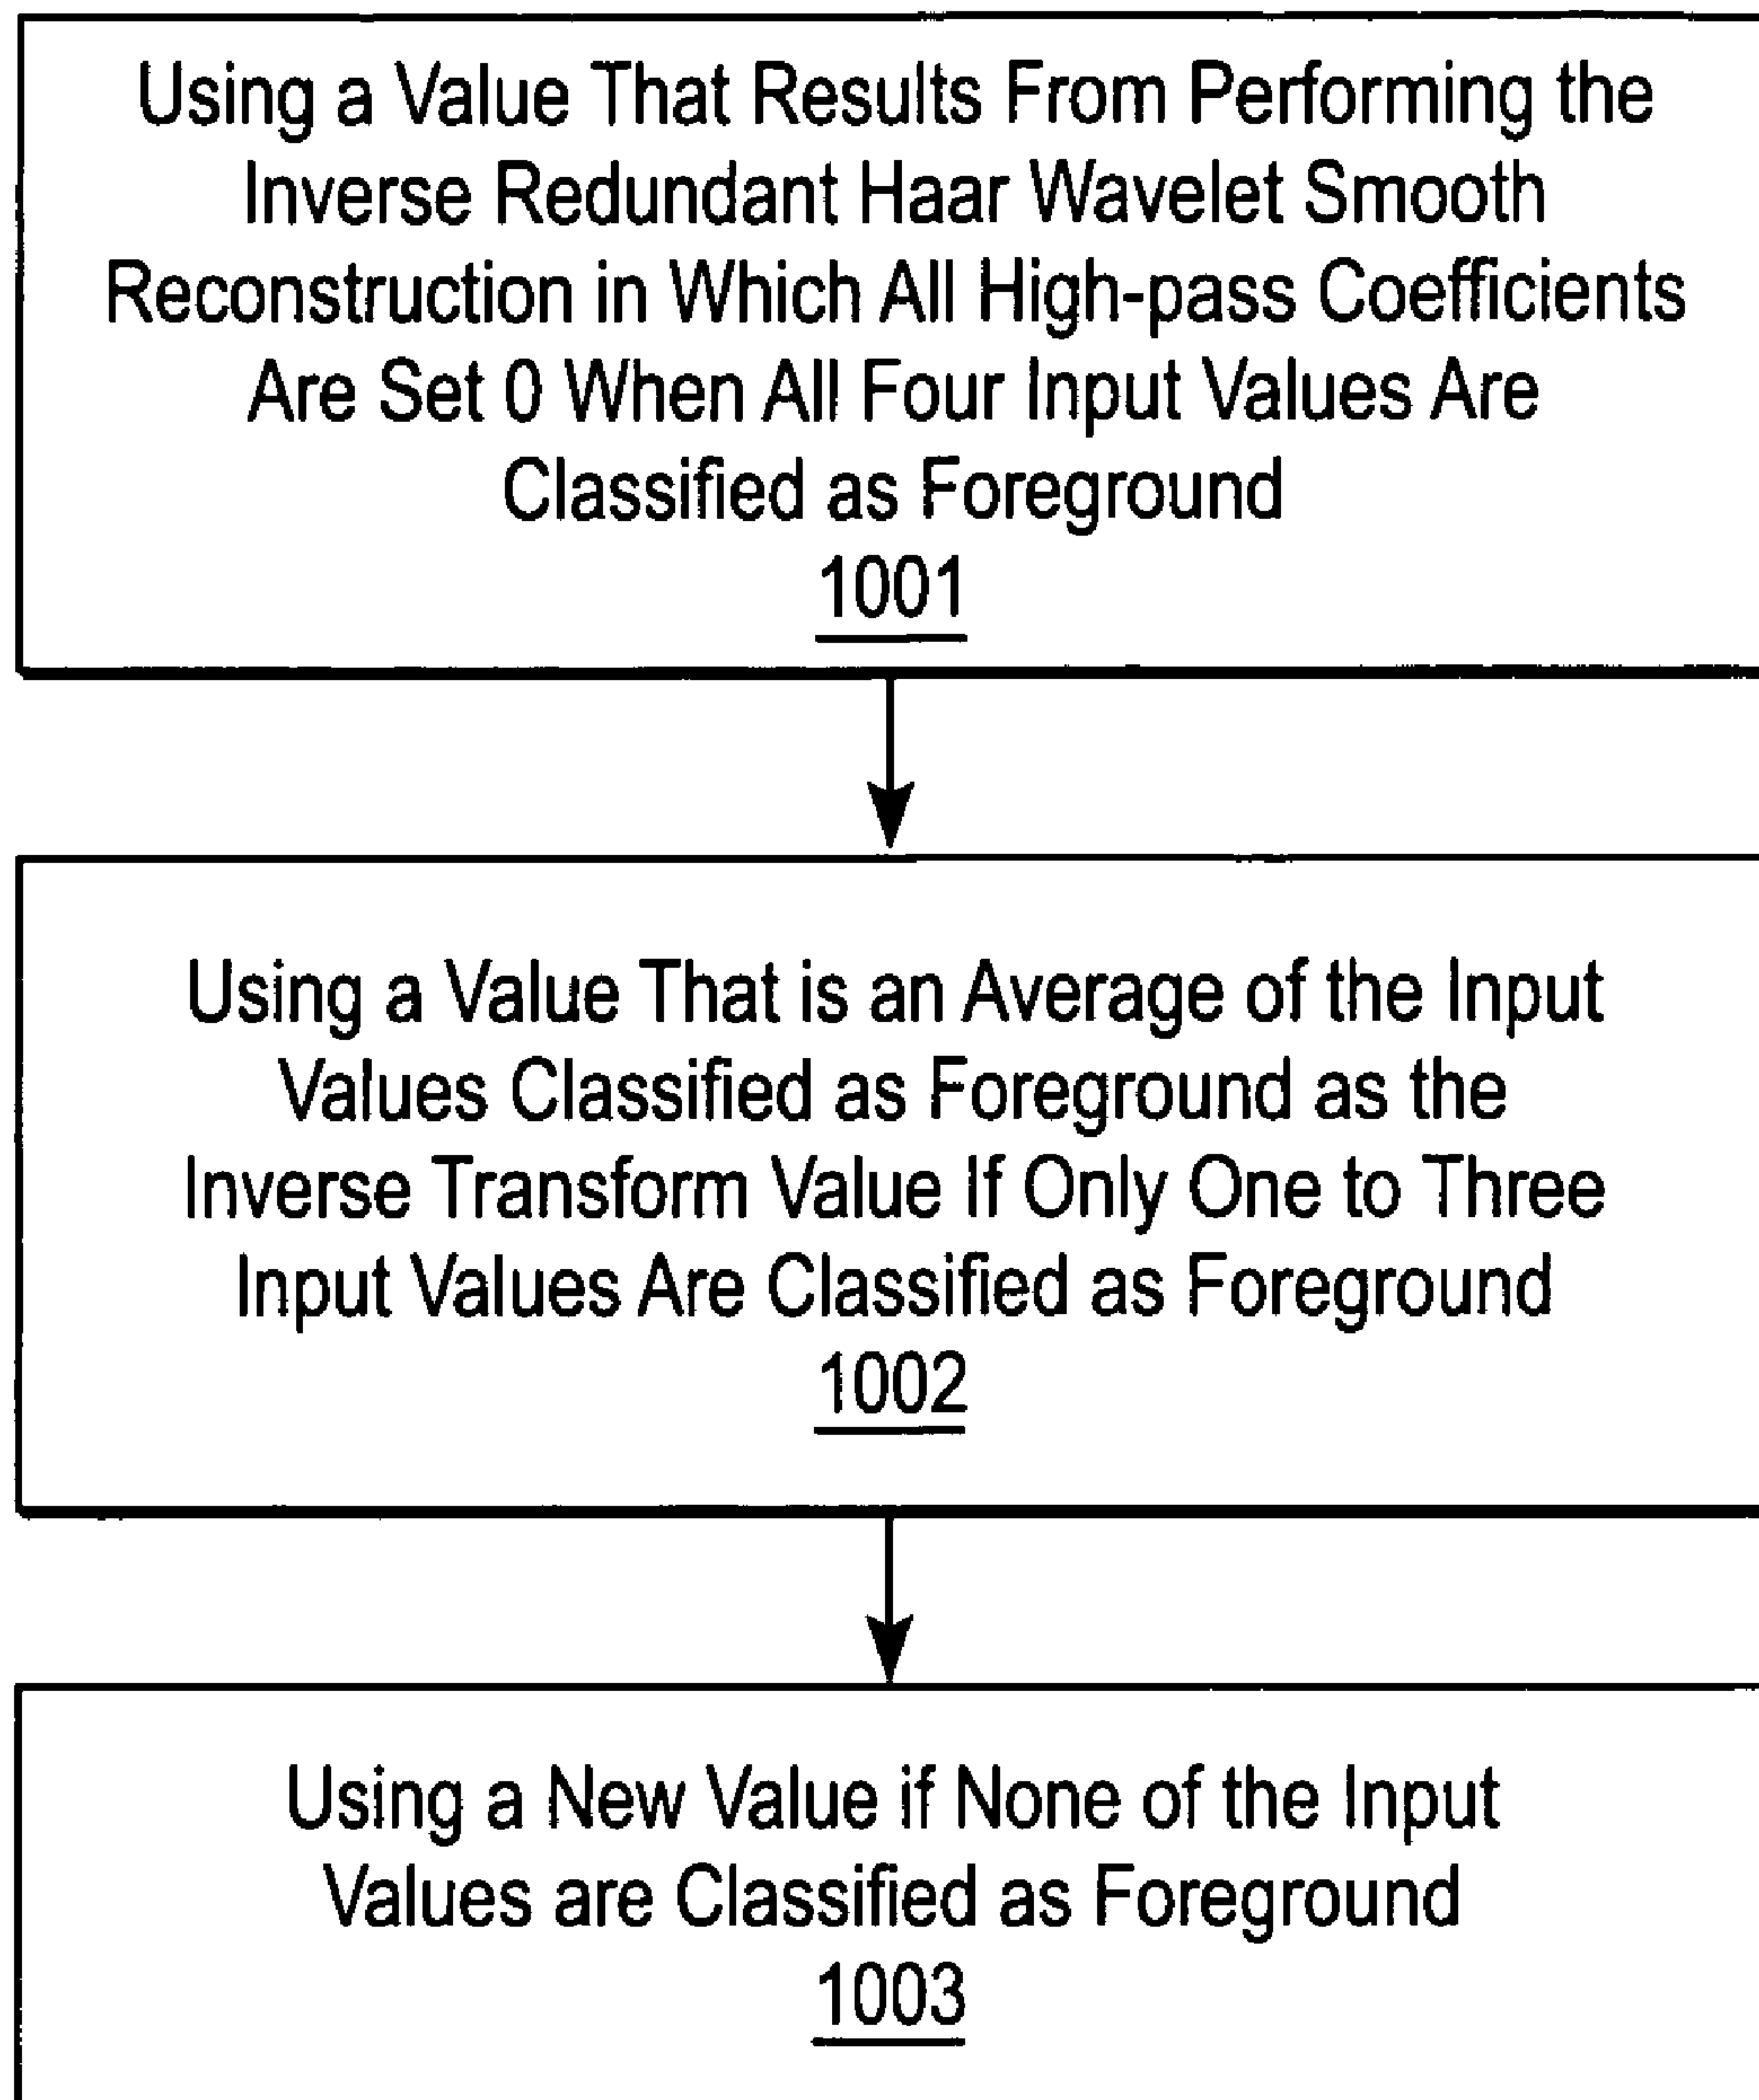 Using a Value That Results From Performing the
Inverse Redundant Haar Wavelet Smooth
Reconstruction in Which All High-pass Coefficients
Are Set 0 When All Four Input Values Are
Classified as Foreground
1001
Using a Value That is an Average of the Input
Values Classified as Foreground as the
Inverse Transform Value If Only One to Three
Input Values Are Classified as Foreground
1002
Using a New Value if None of the Input
Values are Classified as Foreground
1003